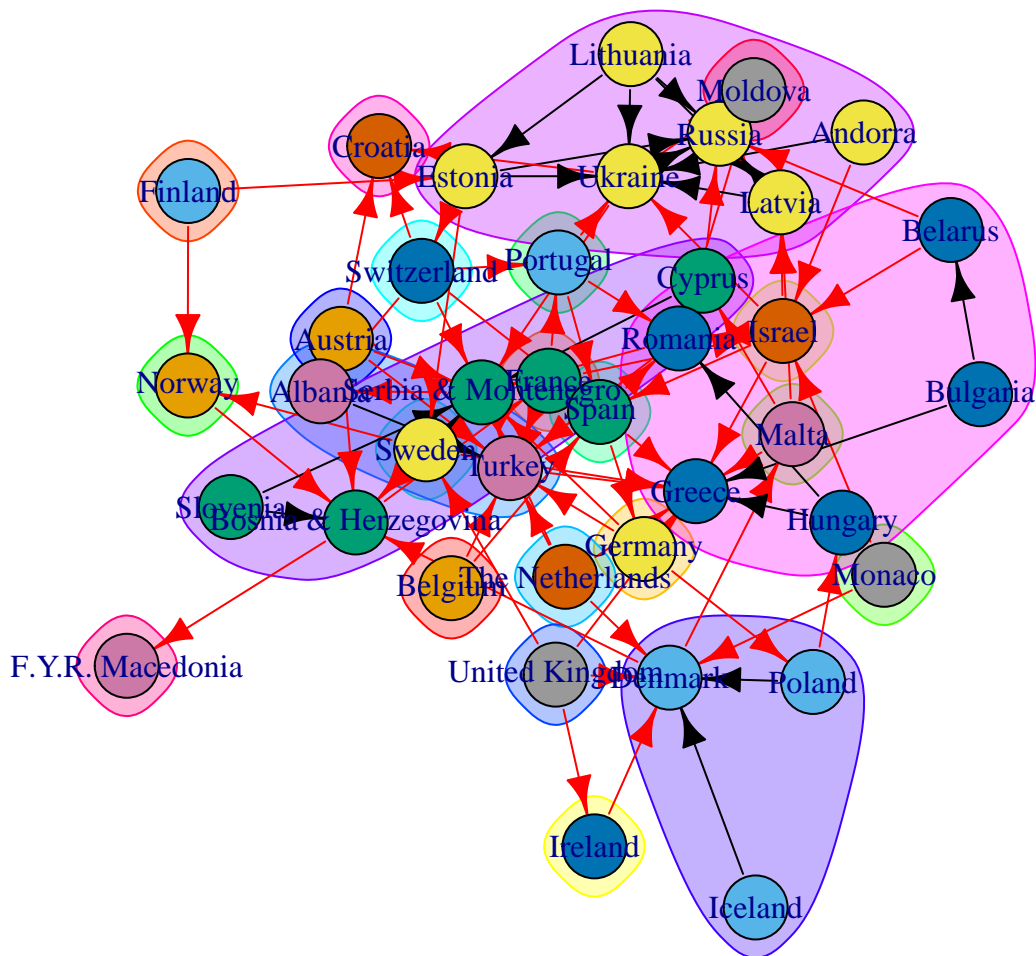 Lithuania
Moldova
Russia
Andorra
Croatia
Estonia
Ukraine
Finland
Latvia
Belarus
Switzerland
Portugal
Cyprus
Austria
Romania
Israel
Norway
Albania
Serbia & Montenegro
France
Spain
Bulgaria
Sweden
Turkey
Malta
Slovenia
Bosnia & Herzegovina
Greece
Hungary
Germany
Belgium
The Netherlands
Monaco
F.Y.R. Macedonia
United Kingdom
Denmark
Poland
Ireland
Iceland